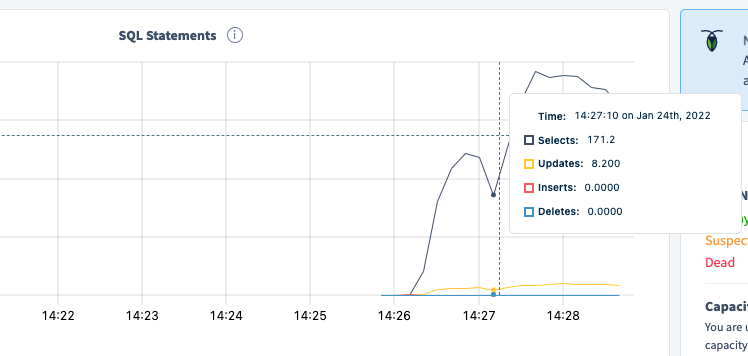 SQL Statements
Time: 14:27:10 on Jan 24th, 2022
Selects: 171.2
Updates: 8.200
Inserts: 0.0000
Deletes: 0.0000
14:22 14:23 14:24 14:25 14:26 14:27 14:28
Suspec
Dead
Capaci
You are u
capacity